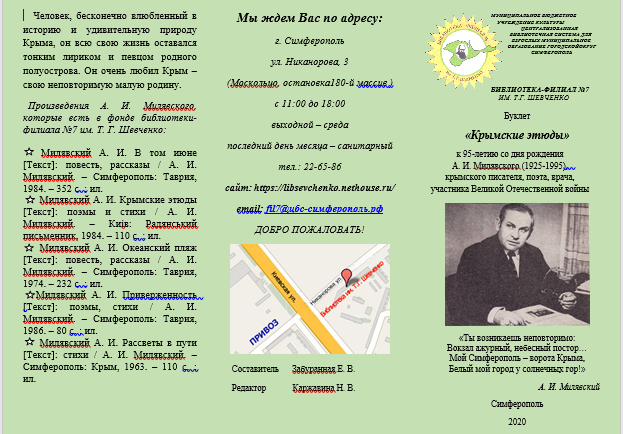 Человек, бесконечно влюбленный в
историю и удивительную природу
Крыма, он всю свою жизнь оставался
тонким лириком и певцом родного
полуострова. Он очень любил Крым –
свою неповторимую малую родину.
Произведения А. И. Милявского,
которые есть в фонде библиотеки-
филиала №7 им. Т. Г. Шевченко:
Милявский А. И. В том июне
[Текст]: повесть, рассказы / А. И.
Милявский. – Симферополь: Таврия,
1984. – 352 с.: ил.
Милявский А. И. Крымские этюды
[Текст]: поэмы и стихи / А. И.
Милявский. – Київ: Радянський
письменник, 1984. – 110 с.: ил.
Милявский А. И. Океанский пляж
[Текст]: повесть, рассказы / А. И.
Милявский. – Симферополь: Таврия,
1974. – 232 с.: ил.
Милявский А. И. Приверженность
[Текст]: поэмы, стихи / А. И.
Милявский. – Симферополь: Таврия,
1986. – 80 с.: ил.
Милявский А. И. Рассветы в пути
[Текст]: стихи / А. И. Милявский. –
Симферополь: Крым, 1963. – 110 с.:
ил.
Мы ждем Вас по адресу:
г. Симферополь
ул. Никанорова, 3
(Москольцо, остановка180-й массив.)
с 11:00 до 18:00
выходной – среда
последний день месяца – санитарный
тел.: 22-65-86
сайт: https://libsevchenko.nethouse.ru/
email: fil7@цбс-симферополь.рф
ДОБРО ПОЖАЛОВАТЬ!
Киевская ул.
Никанорова ул.
Библиотека им. Т.Г. Шевченко
ПРИВОЗ
Составитель Забуранная Е. В.
Редактор Каржавина Н. В.
МУНИЦИПАЛЬНОЕ БЮДЖЕТНОЕ
УЧРЕЖДЕНИЕ КУЛЬТУРЫ
ЦЕНТРАЛИЗОВАННАЯ
БИБЛИОТЕЧНАЯ СИСТЕМА ДЛЯ
ВЗРОСЛЫХ МУНИЦИПАЛЬНОЕ
ОБРАЗОВАНИЕ ГОРОДСКОЙ ОКРУГ
СИМФЕРОПОЛЬ
БИБЛИОТЕКА-ФИЛИАЛ №7
ИМ. Т.Г. ШЕВЧЕНКО
Буклет
«Крымские этюды»
к 95-летию со дня рождения
А. И. Милявского (1925-1995),
крымского писателя, поэта, врача,
участника Великой Отечественной войны
«Ты возникаешь неповторимо:
Вокзал ажурный, небесный постор…
Мой Симферополь – ворота Крыма,
Белый мой город у солнечных гор!»
А. И. Милявский
Симферополь
2020